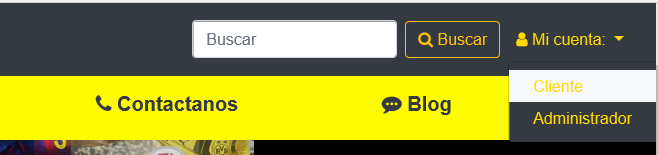 Buscar
Buscar
Mi cuenta:
Cliente
Administrador
Contactanos
Blog